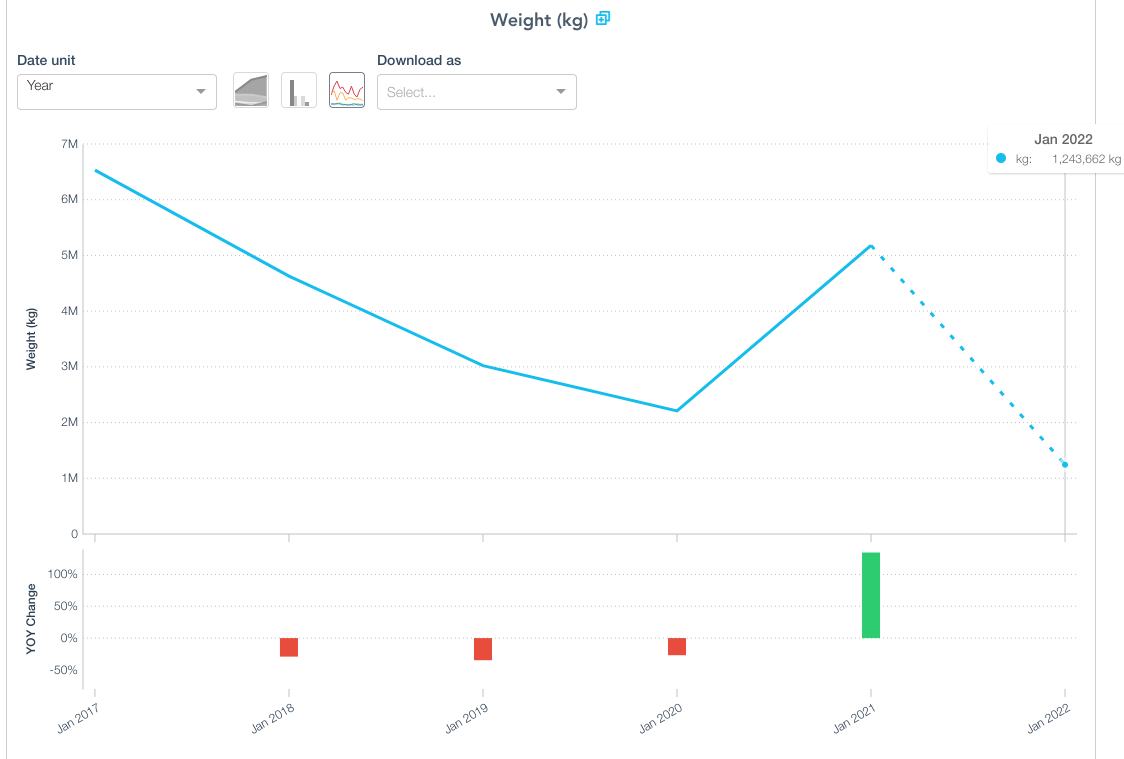 Weight (kg)
Date unit
Download as
Year
Select...
Jan 2022
kg: 1,243,662 kg
7M
6M
5M
4M
3M
2M
1M
0
Weight (kg)
100%
50%
0%
-50%
YOY Change
Jan 2017
Jan 2018
Jan 2019
Jan 2020
Jan 2021
Jan 2022